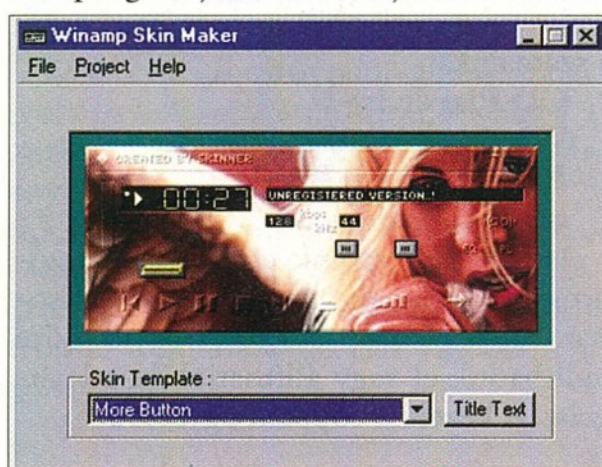 Winamp Skin Maker
File Project Help
CREATED BY SKINNER
00:27
UNREGISTERED VERSION..!
128 kbps 44
kHz
Skin Template :
More Button
Title Text